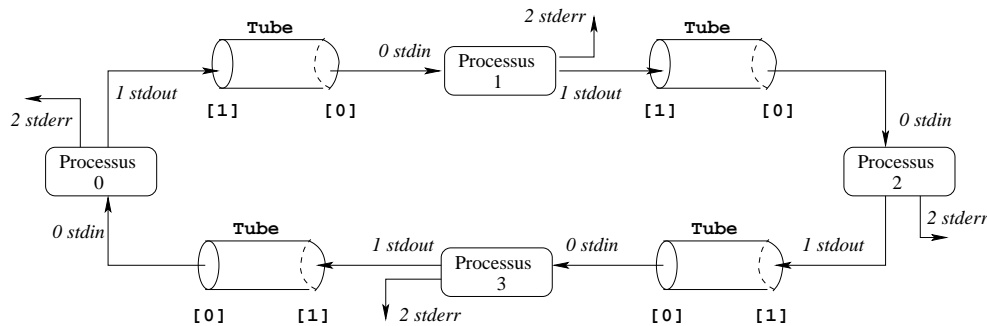 2 stderr
Tube
Tube
0 stdin
Processus
1
1 stdout
1 stdout
[1]
[0]
[1]
[0]
2 stderr
0 stdin
Processus
0
Processus
2
Tube
Tube
0 stdin
1 stdout
0 stdin
2 stderr
1 stdout
Processus
3
[0]
[1]
2 stderr
[0]
[1]